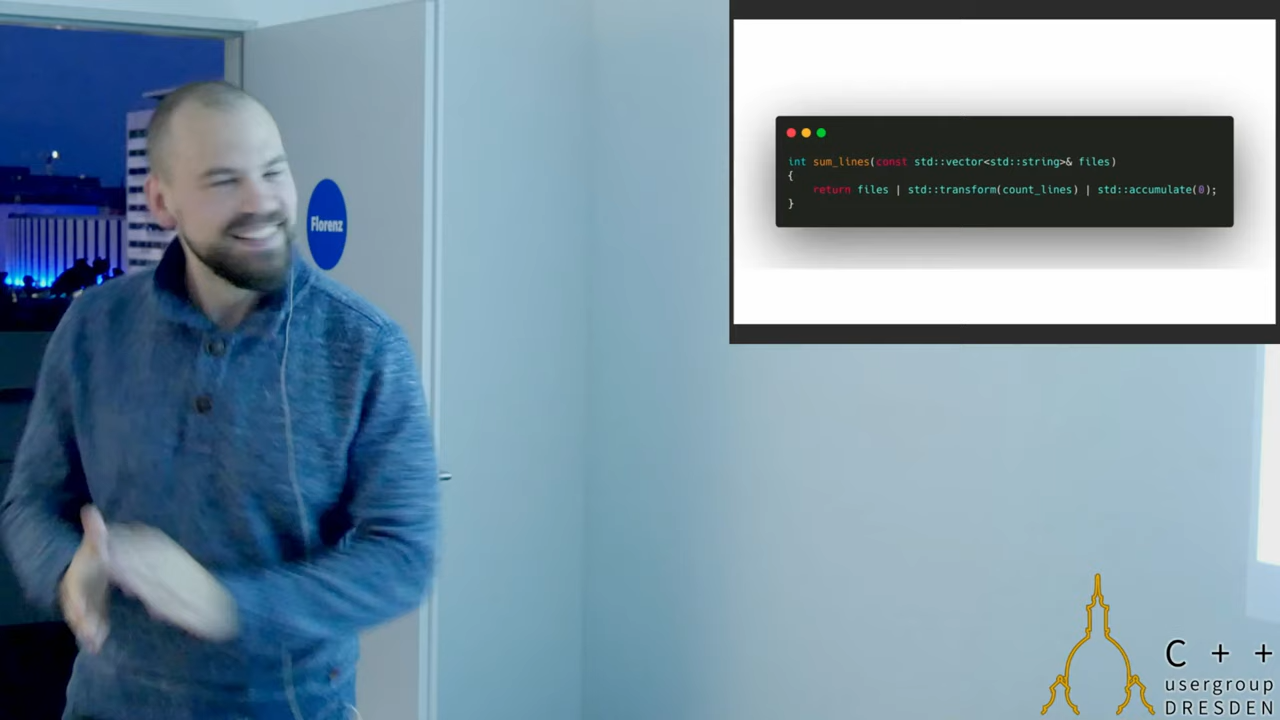 Florenz
int sum_lines(const std::vector<std::string>& files)
{
return files | std::transform(count_lines) | std::accumulate(0);
}
C + +
usergroup
DRESDEN